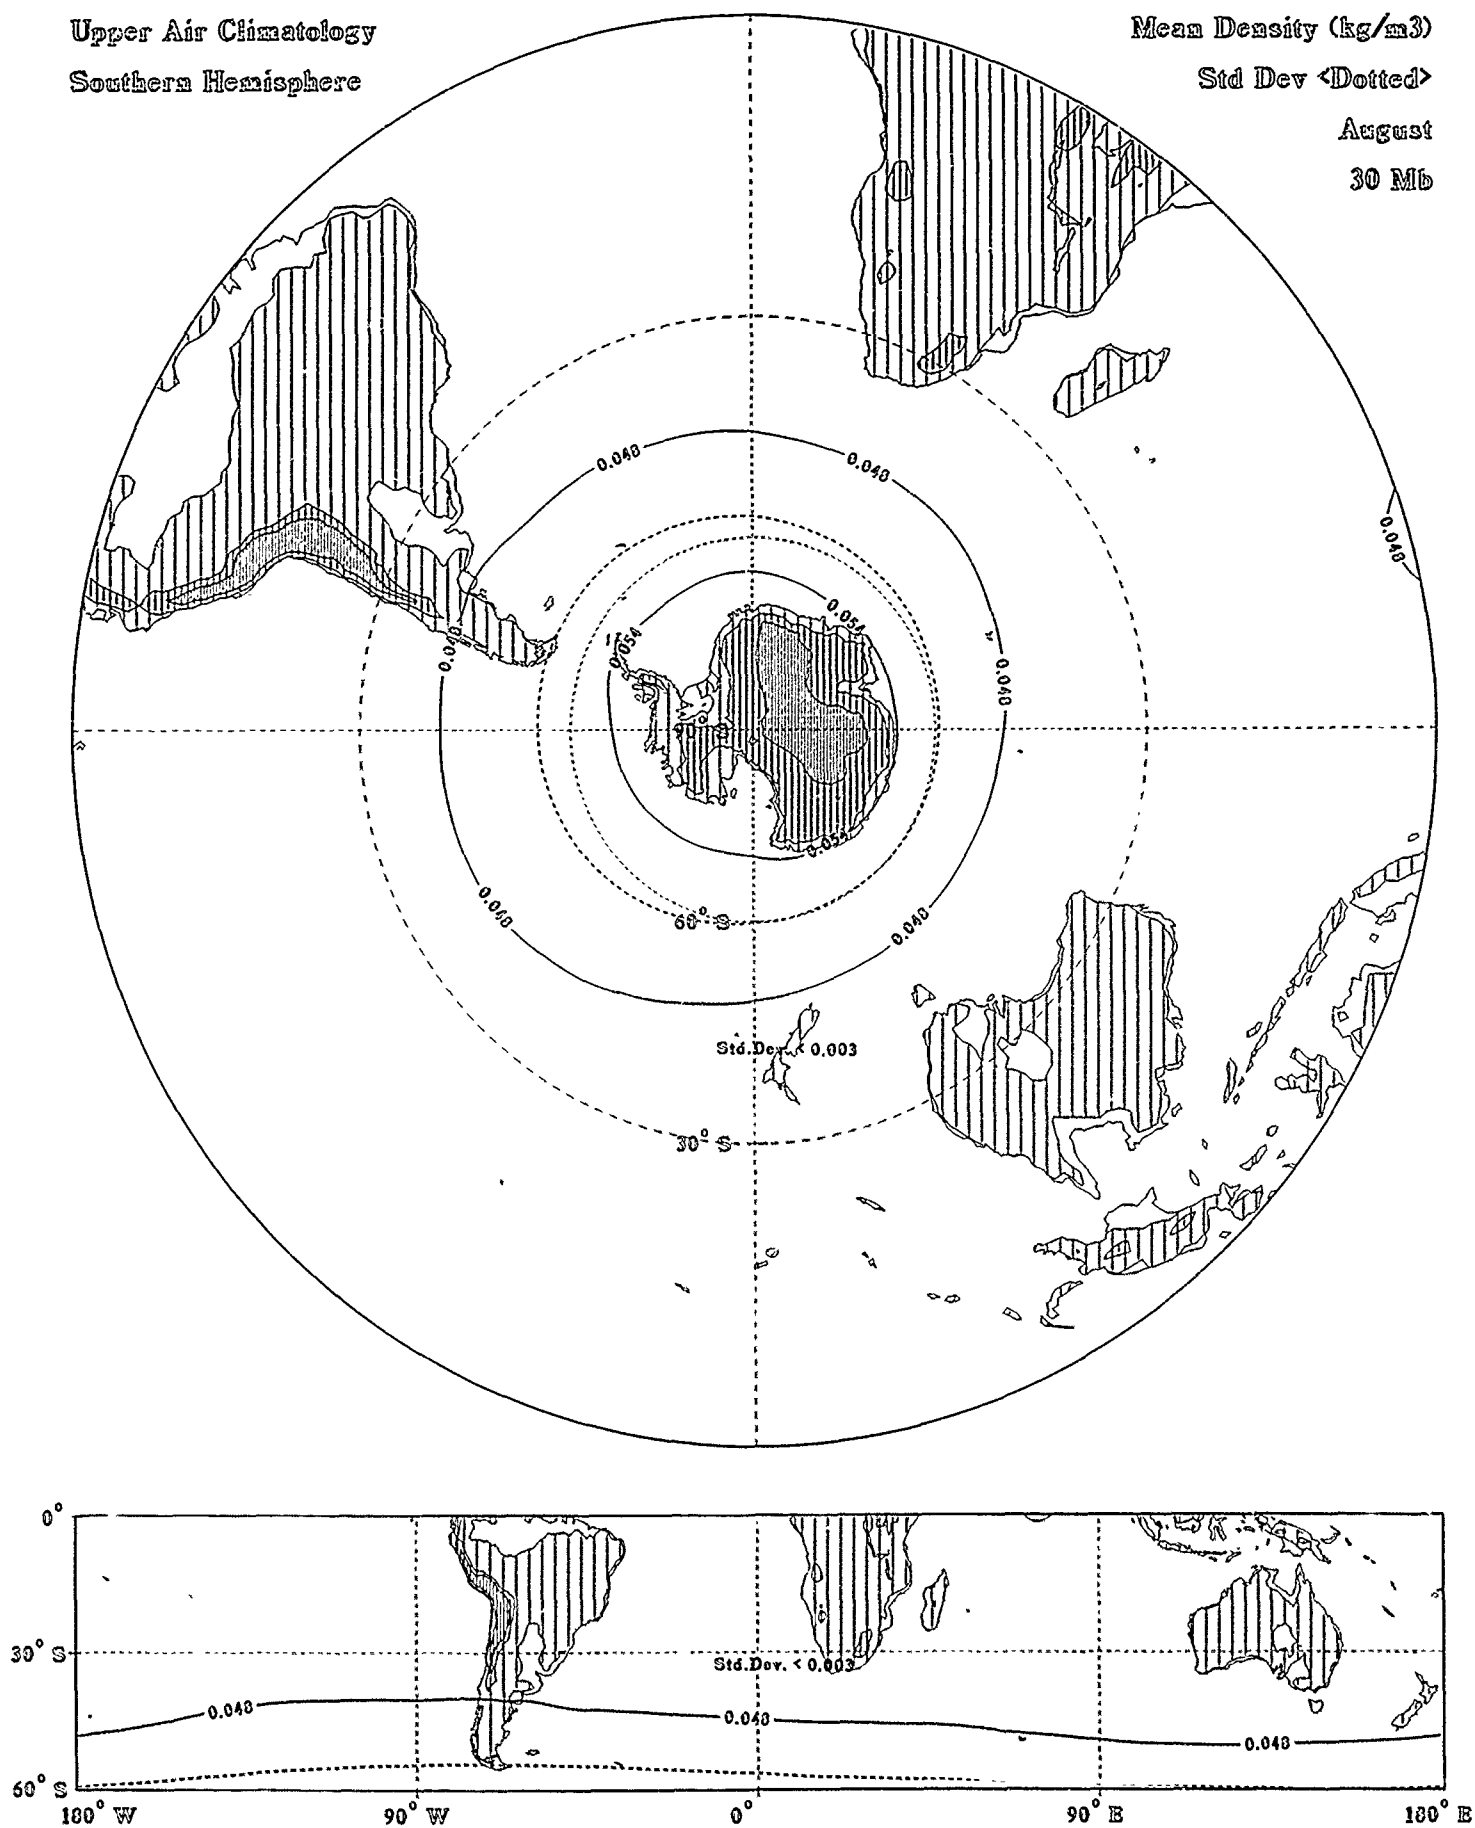 Upper Air Climatology
Southern Hemisphere
Mean Density (kg/m3)
Std Dev <Dotted>
August
30 Mb
0.048
0.048
0.048
0.054
0.054
0.048
0.048
0.054
0.048
0.048
60° S
Std.Dev. < 0.003
30° S
0°
30° S
Std.Dev. < 0.003
0.048
0.048
0.048
60° S
180° W
90° W
0°
90° E
180° E